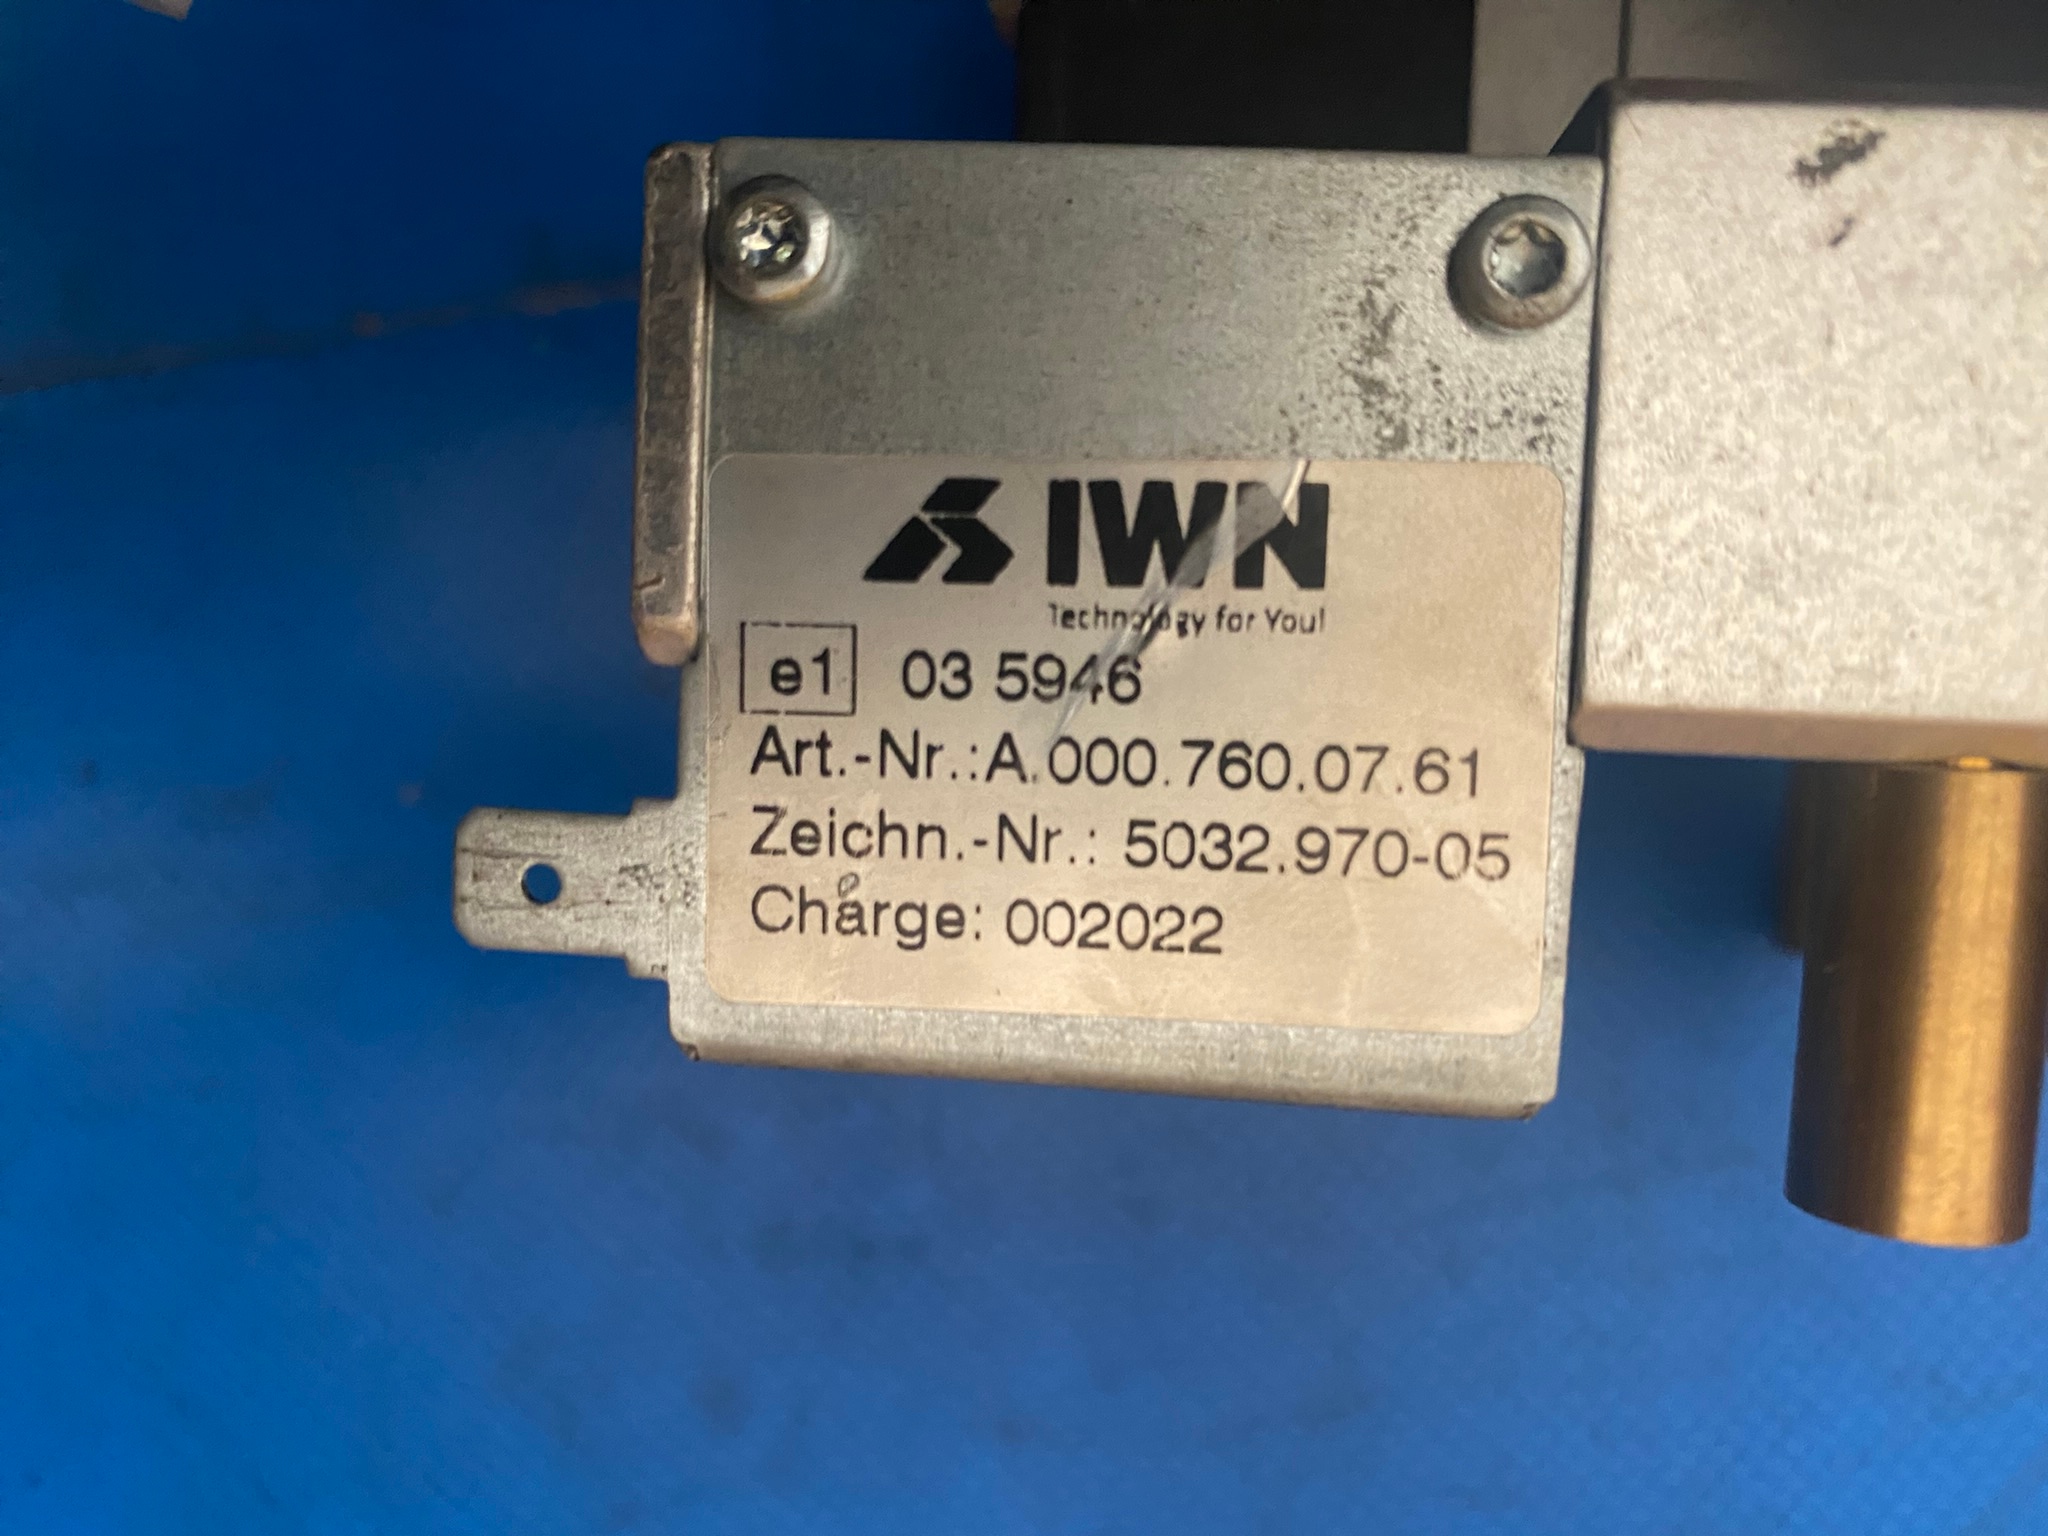 IWN
Technology for You!
e1 03 5946
Art.-Nr.:A.000.760.07.61
Zeichn.-Nr.: 5032.970-05
Charge: 002022